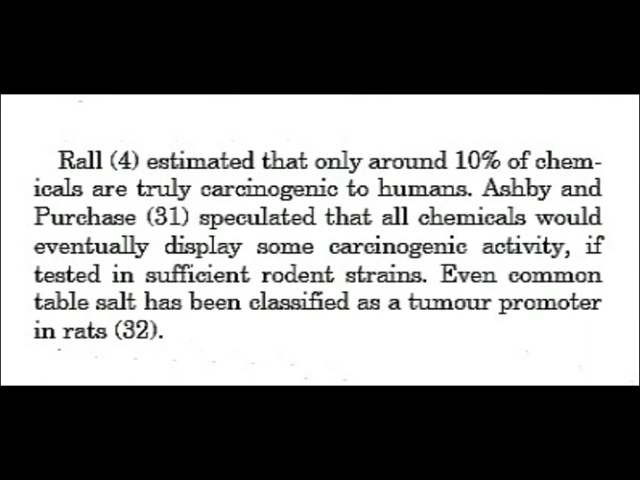 Rall (4) estimated that only around 10% of chem-
icals are truly carcinogenic to humans. Ashby and
Purchase (31) speculated that all chemicals would
eventually display some carcinogenic activity, if
tested in sufficient rodent strains. Even common
table salt has been classified as a tumour promoter
in rats (32).